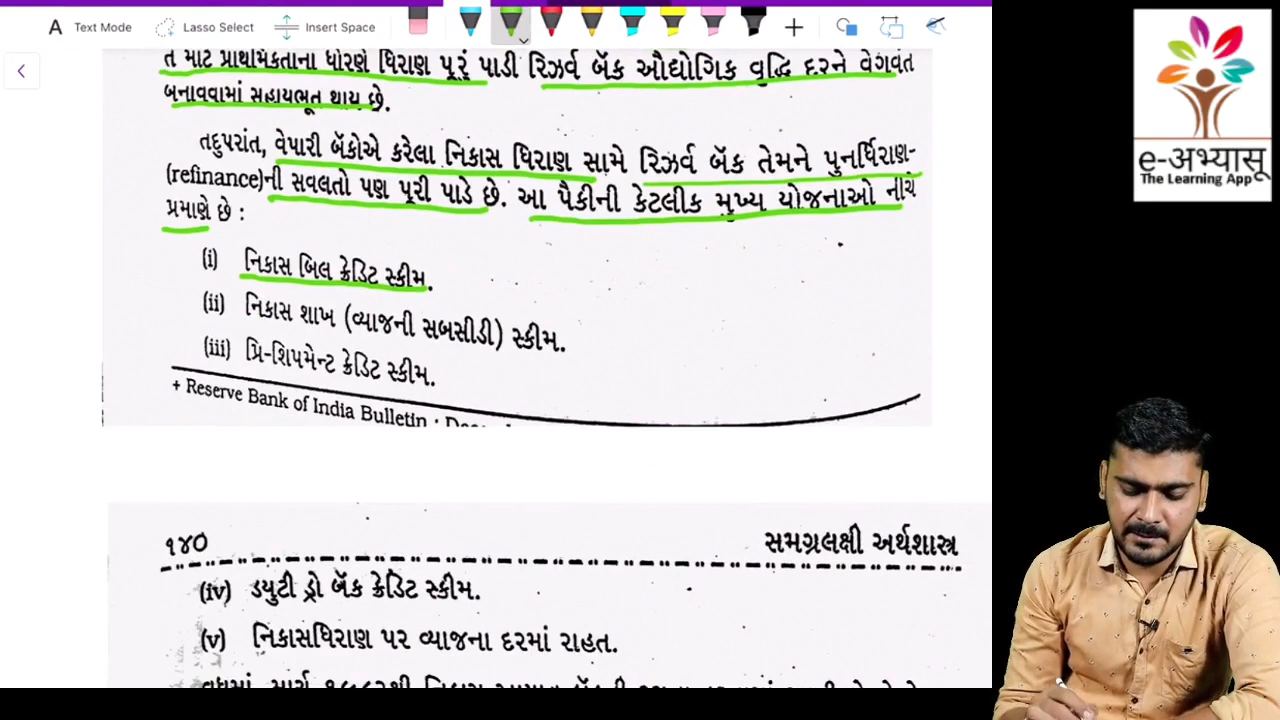 Text Mode
Lasso Select
Insert Space
તે માટે પ્રાથમિકતાના ધોરણે ધિરાણ પૂરું પાડી રિઝર્વ બૅંક ઔદ્યોગિક વૃદ્ધિ દરને વેગવંત
બનાવવામાં સહાયભૂત થાય છે.
તદુપરાંત, વેપારી બૅંકોએ કરેલા નિકાસ ધિરાણ સામે રિઝર્વ બૅંક તેમને પુનર્ધિરાણ-
(refinance)ની સવલતો પણ પૂરી પાડે છે. આ પૈકીની કેટલીક મુખ્ય યોજનાઓ નીચે
પ્રમાણે છે :
(i) નિકાસ બિલ ક્રેડિટ સ્કીમ.
(ii) નિકાસ શાખ (વ્યાજની સબસીડી) સ્કીમ.
(iii) પ્રિ-શિપમેન્ટ ક્રેડિટ સ્કીમ.
+ Reserve Bank of India Bulletin :
૧૪૦ સમગ્રલક્ષી અર્થશાસ્ત્ર
(iv) ડ્યુટી ડ્રો બૅક ક્રેડિટ સ્કીમ.
(v) નિકાસધિરાણ પર વ્યાજના દરમાં રાહત.
e-અભ્યાસૂ
The Learning App